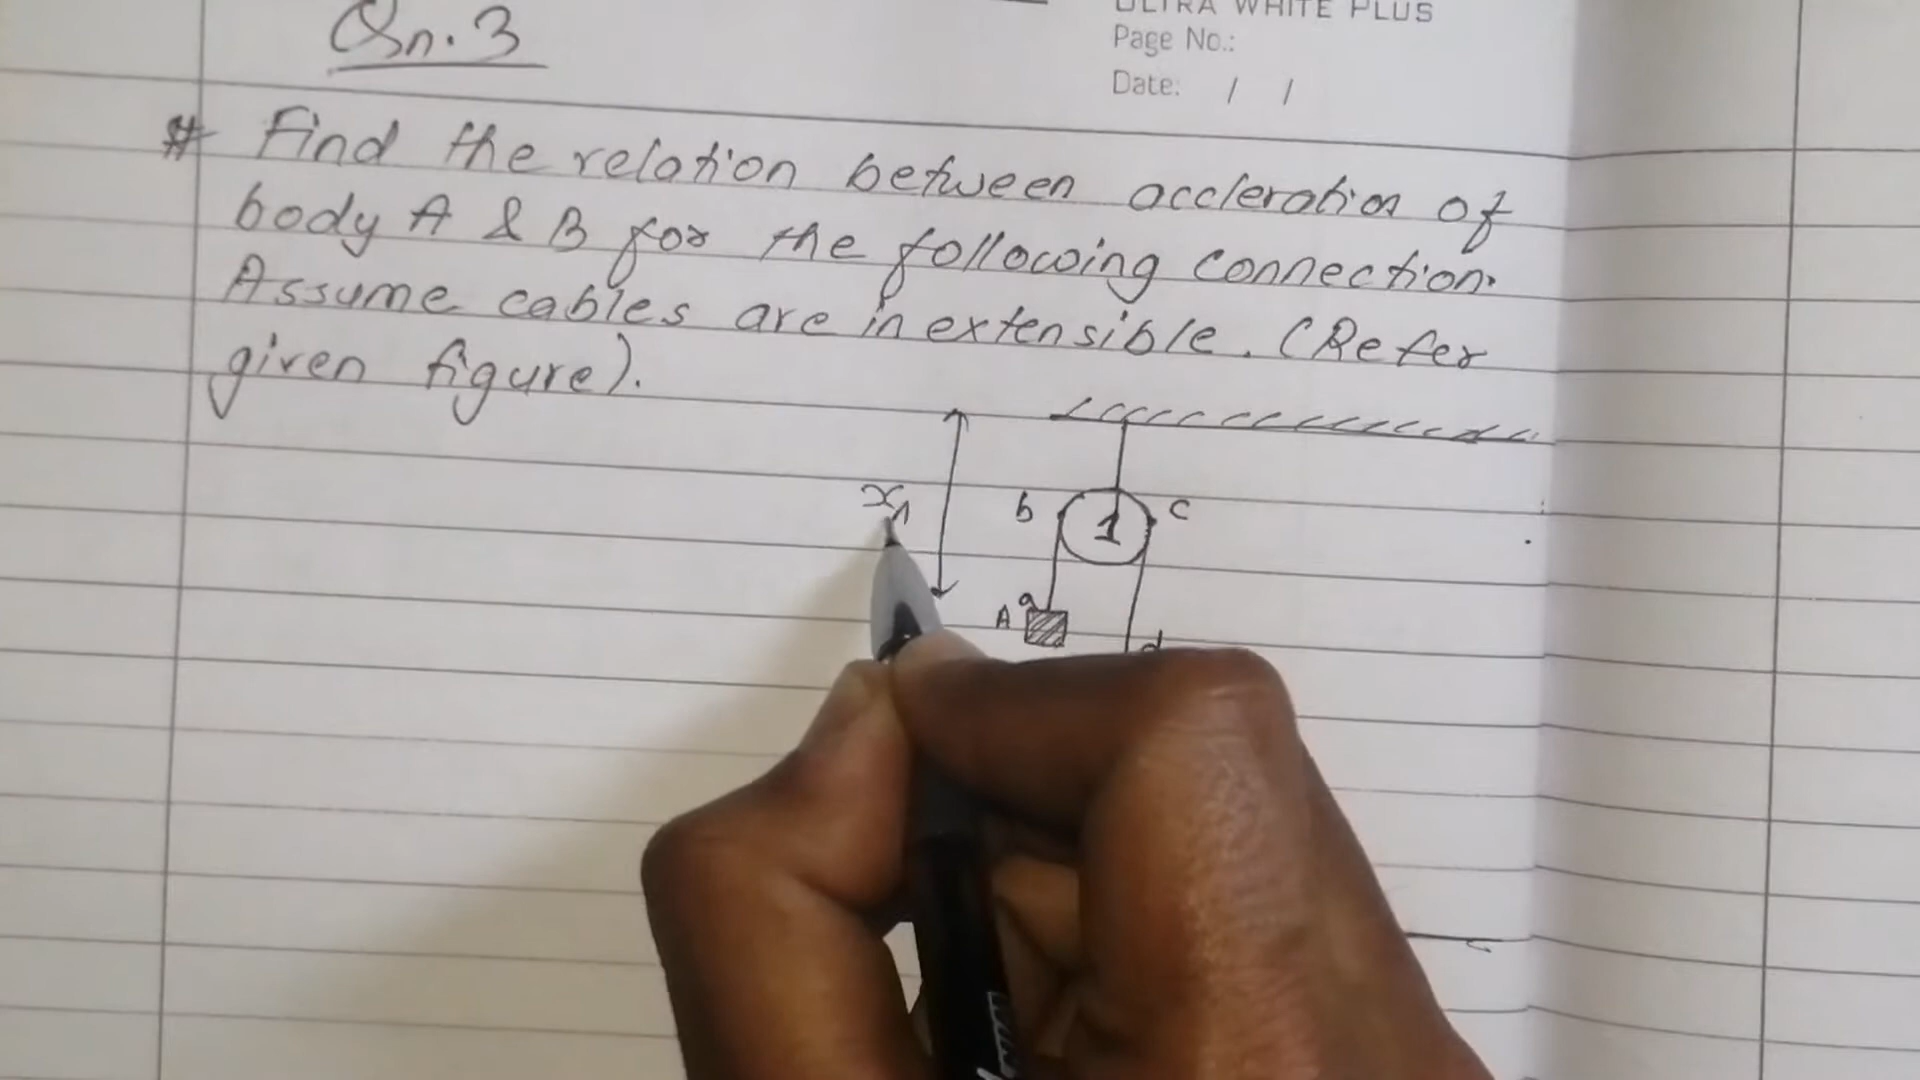 ULTRA WHITE PLUS
Page No.:
Date: / /
Qn. 3
# Find the relation between accleration of
body A & B for the following connection.
Assume cables are inextensible. (Refer
given figure).
x_A
b 1 c
A a
d